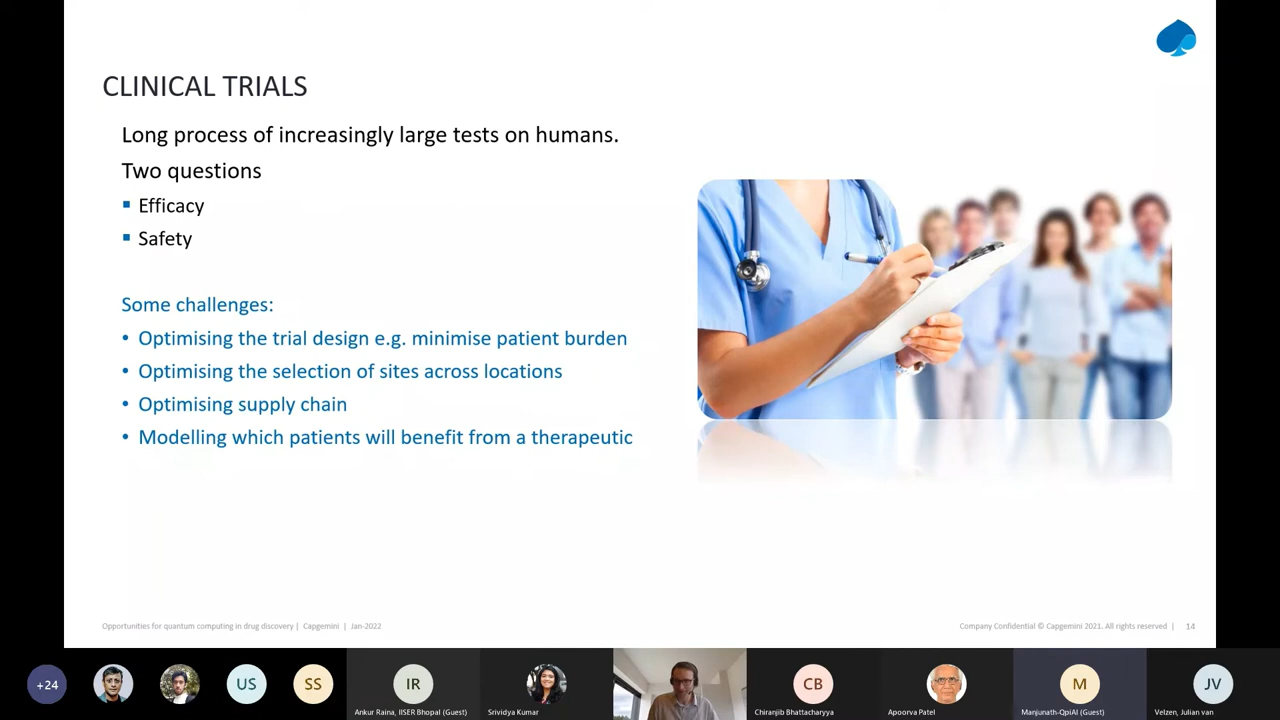 CLINICAL TRIALS
Long process of increasingly large tests on humans.
Two questions
▪ Efficacy
▪ Safety
Some challenges:
• Optimising the trial design e.g. minimise patient burden
• Optimising the selection of sites across locations
• Optimising supply chain
• Modelling which patients will benefit from a therapeutic
Opportunities for quantum computing in drug discovery | Capgemini | Jan-2022
Company Confidential © Capgemini 2021. All rights reserved | 14
+24
US
SS
IR
CB
M
JV
Ankur Raina, IISER Bhopal (Guest)
Srividya Kumar
Chiranjib Bhattacharyya
Apoorva Patel
Manjunath-QpiAI (Guest)
Velzen, Julian van